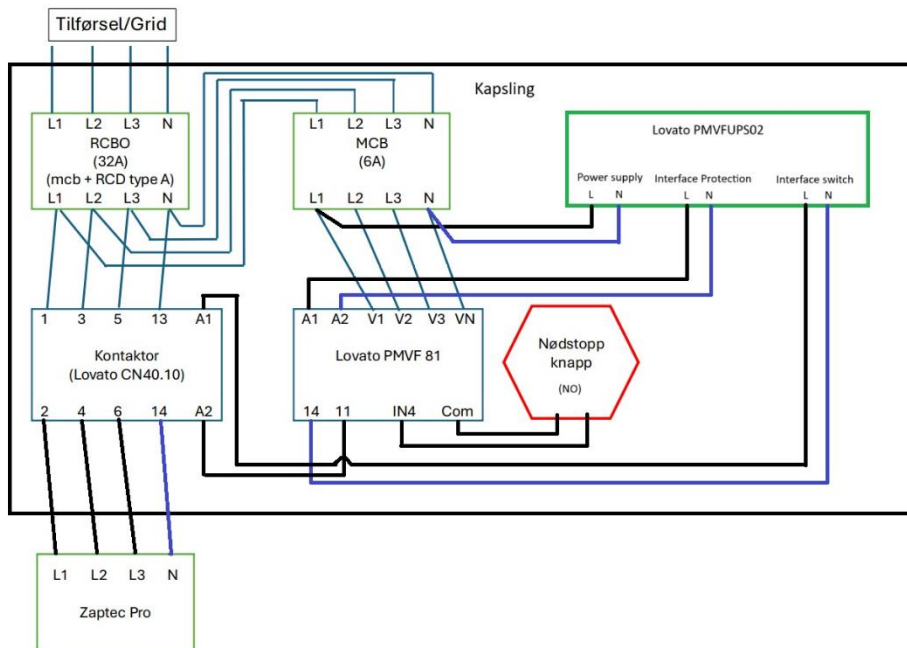 Tilførsel/Grid
Kapsling
L1 L2 L3 N
RCBO
(32A)
(mcb + RCD type A)
L1 L2 L3 N
L1 L2 L3 N
MCB
(6A)
L1 L2 L3 N
Lovato PMVFUPS02
Power supply Interface Protection Interface switch
L N L N L N
1 3 5 13 A1
Kontaktor
(Lovato CN40.10)
2 4 6 14 A2
A1 A2 V1 V2 V3 VN
Lovato PMVF 81
14 11 IN4 Com
Nødstopp
knapp
(NO)
L1 L2 L3 N
Zaptec Pro